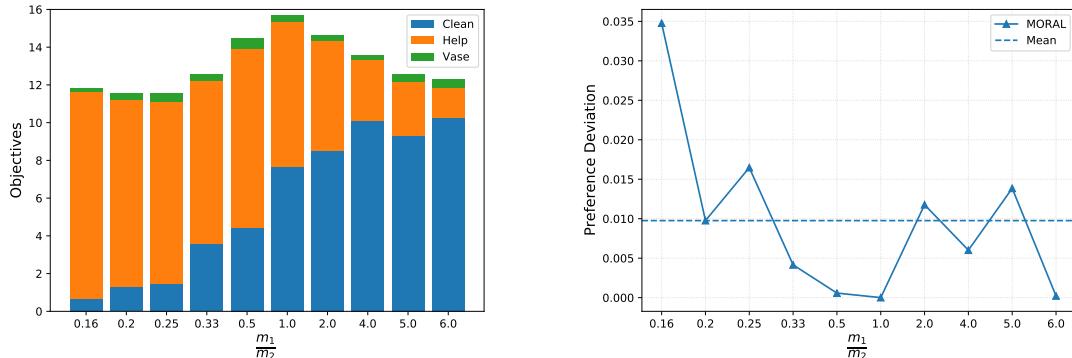 16
14
12
10
8
6
4
2
0
Objectives
Clean
Help
Vase
0.16 0.2 0.25 0.33 0.5 1.0 2.0 4.0 5.0 6.0
m₁
m₂
0.035
0.030
0.025
0.020
0.015
0.010
0.005
0.000
Preference Deviation
MORAL
Mean
0.16 0.2 0.25 0.33 0.5 1.0 2.0 4.0 5.0 6.0
m₁
m₂